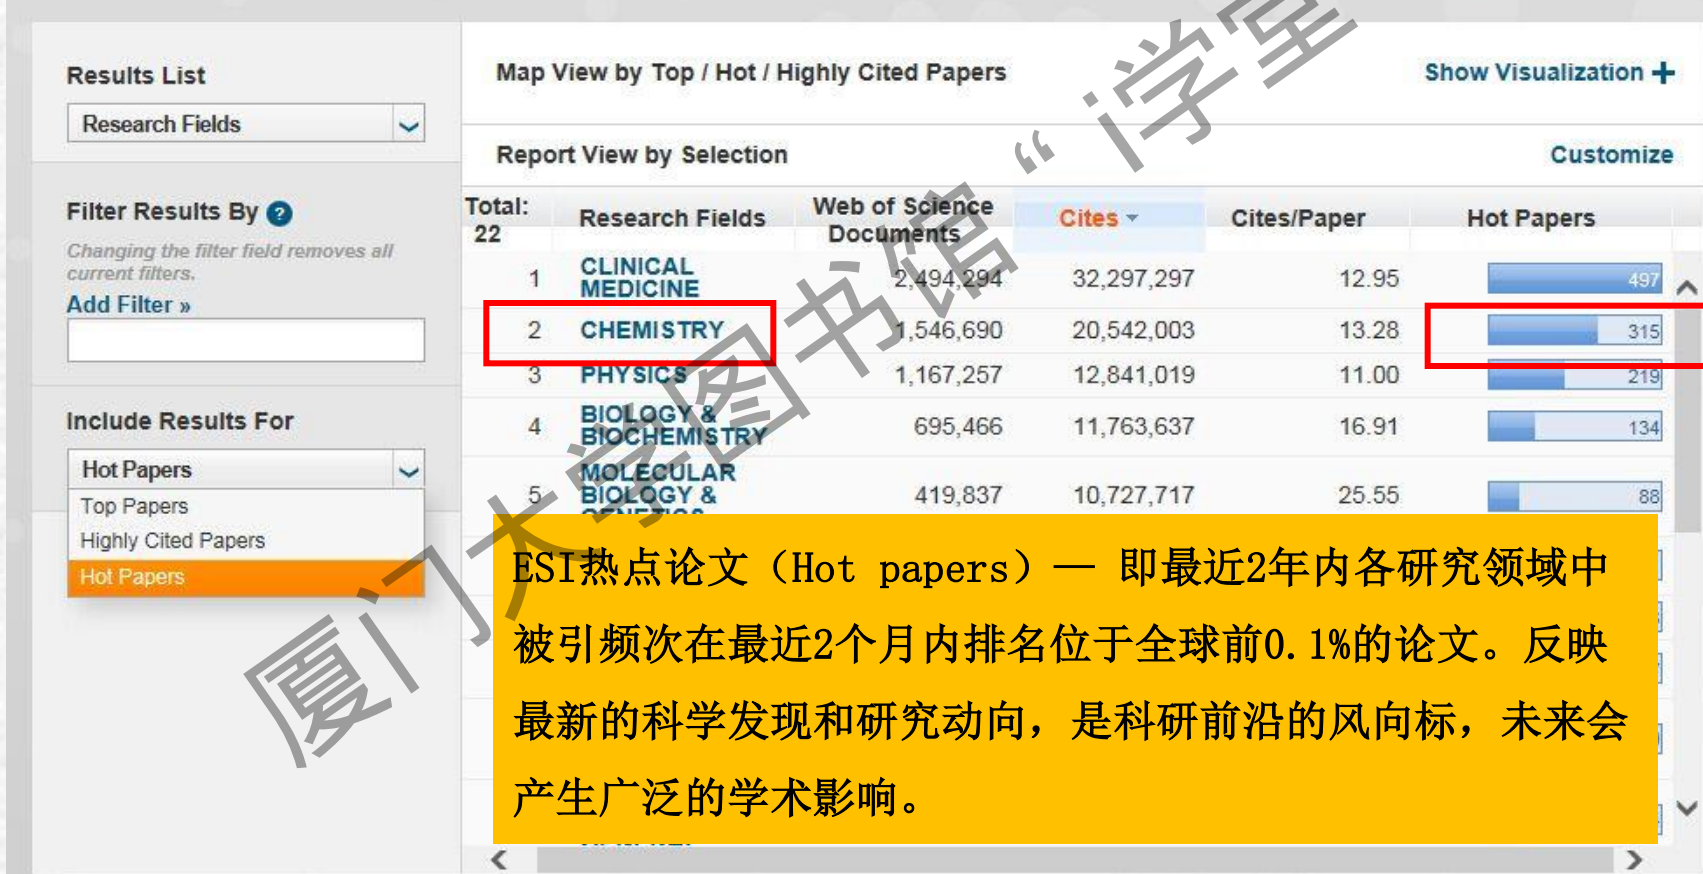 Results List
Research Fields
Filter Results By ?
Changing the filter field removes all
current filters.
Add Filter »
Include Results For
Hot Papers
Top Papers
Highly Cited Papers
Hot Papers
Map View by Top / Hot / Highly Cited Papers
Show Visualization +
Report View by Selection
Customize
Total: 22 Research Fields Web of Science Documents Cites Cites/Paper Hot Papers
1 CLINICAL MEDICINE 2,494,294 32,297,297 12.95 497
2 CHEMISTRY 1,546,690 20,542,003 13.28 315
3 PHYSICS 1,167,257 12,841,019 11.00 219
4 BIOLOGY & BIOCHEMISTRY 695,466 11,763,637 16.91 134
5 MOLECULAR BIOLOGY & 419,837 10,727,717 25.55 88
ESI热点论文（Hot papers）— 即最近2年内各研究领域中
被引频次在最近2个月内排名位于全球前0.1%的论文。反映
最新的科学发现和研究动向，是科研前沿的风向标，未来会
产生广泛的学术影响。
厦门大学图书馆“i学堂